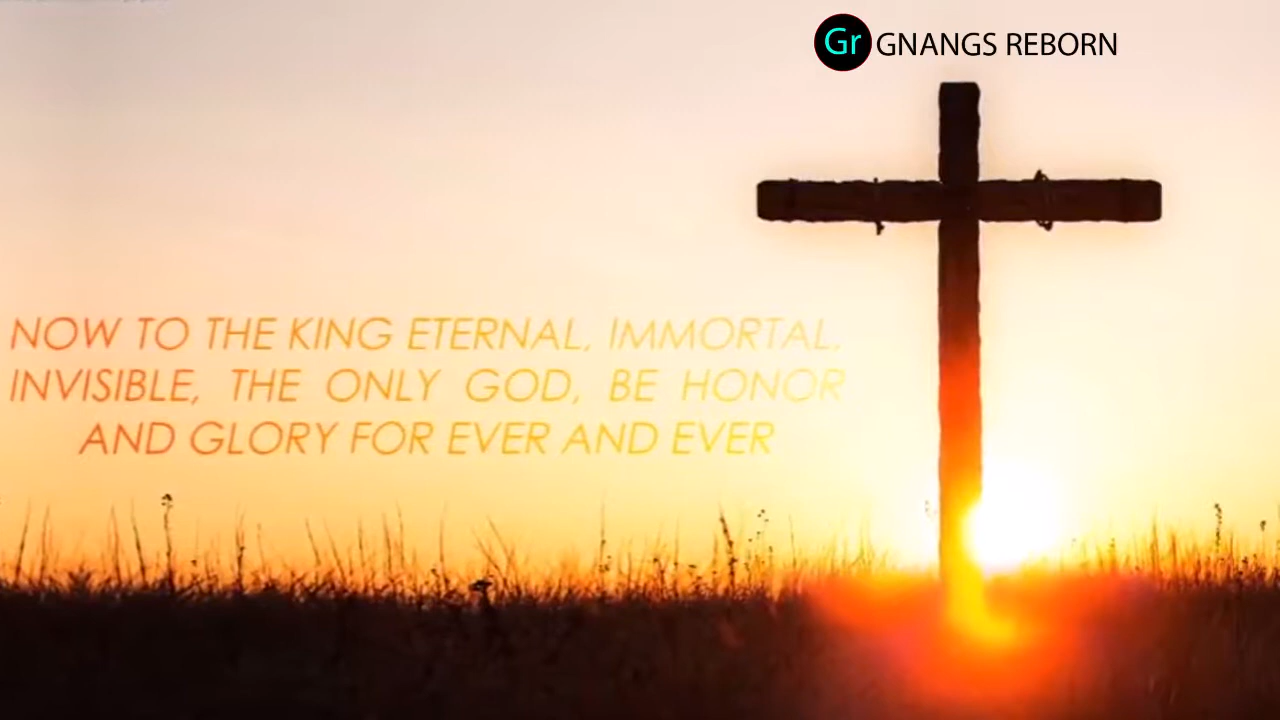 Gr GNANGS REBORN
NOW TO THE KING ETERNAL, IMMORTAL,
INVISIBLE, THE ONLY GOD, BE HONOR
AND GLORY FOR EVER AND EVER